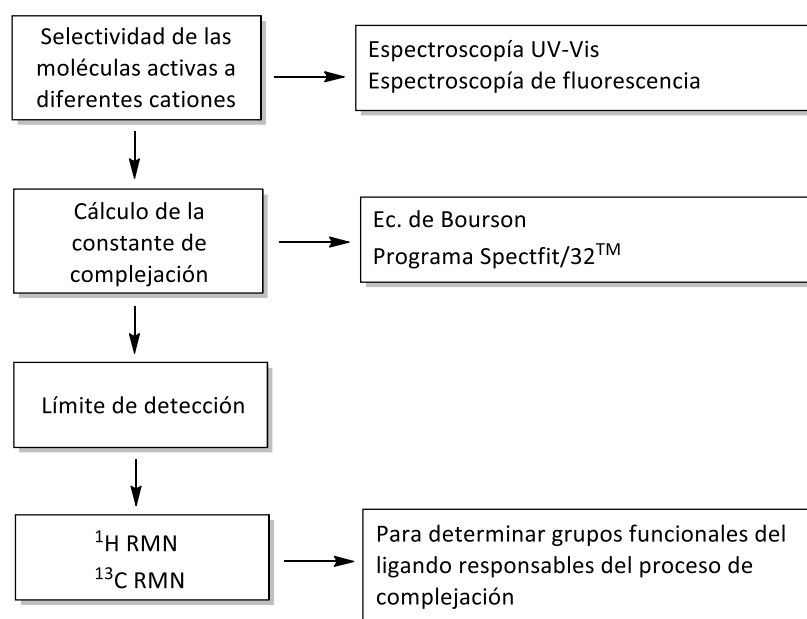 Selectividad de las
moléculas activas a
diferentes cationes
Espectroscopía UV-Vis
Espectroscopía de fluorescencia
Cálculo de la
constante de
complejación
Ec. de Bourson
Programa Spectfit/32™
Límite de detección
¹H RMN
¹³C RMN
Para determinar grupos funcionales del
ligando responsables del proceso de
complejación